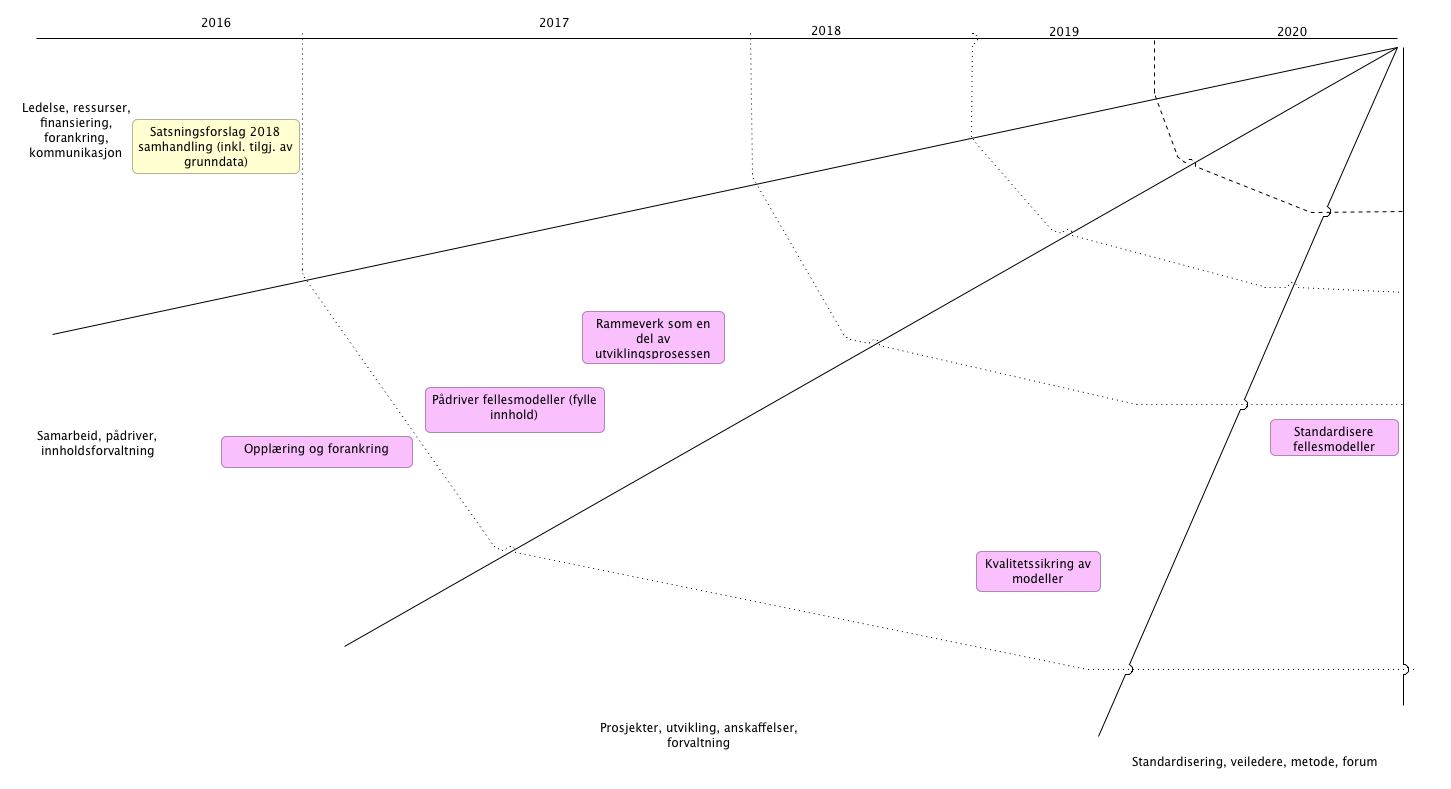 2016
2017
2018
2019
2020
Ledelse, ressurser,
finansiering,
forankring,
kommunikasjon
Satsningsforslag 2018
samhandling (inkl. tilgj. av
grunndata)
Rammeverk som en
del av
utviklingsprosessen
Pådriver fellesmodeller (fylle
innhold)
Samarbeid, pådriver,
innholdsforvaltning
Opplæring og forankring
Standardisere
fellesmodeller
Kvalitetssikring av
modeller
Prosjekter, utvikling, anskaffelser,
forvaltning
Standardisering, veiledere, metode, forum